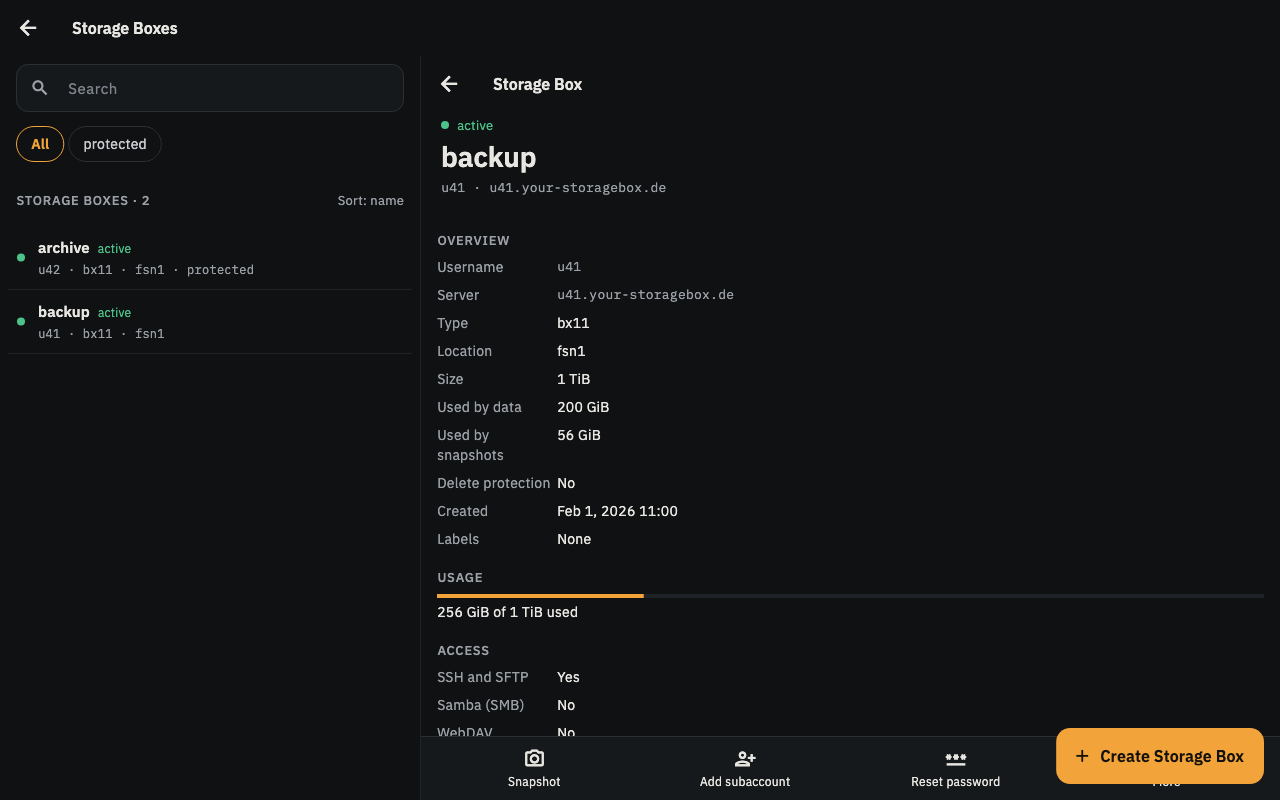 Storage Boxes
Search
All
protected
STORAGE BOXES · 2
Sort: name
archive active
u42 · bx11 · fsn1 · protected
backup active
u41 · bx11 · fsn1
Storage Box
active
backup
u41 · u41.your-storagebox.de
OVERVIEW
Username u41
Server u41.your-storagebox.de
Type bx11
Location fsn1
Size 1 TiB
Used by data 200 GiB
Used by snapshots 56 GiB
Delete protection No
Created Feb 1, 2026 11:00
Labels None
USAGE
256 GiB of 1 TiB used
ACCESS
SSH and SFTP Yes
Samba (SMB) No
WebDAV No
Snapshot
Add subaccount
Reset password
+ Create Storage Box